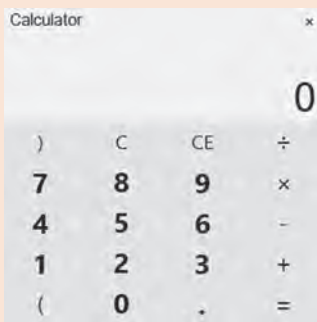 Calculator ×
0
) C CE ÷
7 8 9 ×
4 5 6 -
1 2 3 +
( 0 . =